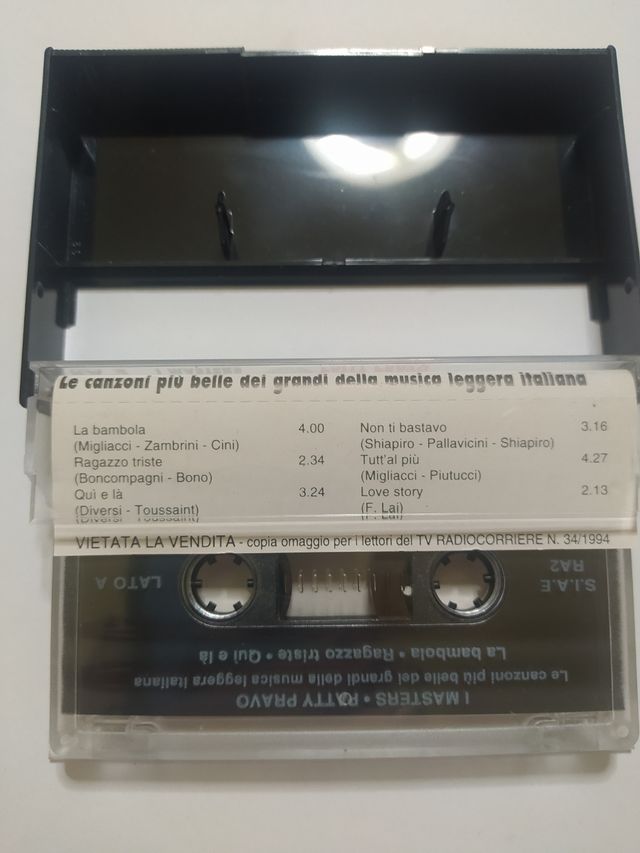 Le canzoni più belle dei grandi della musica leggera italiana
La bambola 4.00
(Migliacci - Zambrini - Cini)
Ragazzo triste 2.34
(Boncompagni - Bono)
Quì e là 3.24
(Diversi - Toussaint)
Non ti bastavo 3.16
(Shiapiro - Pallavicini - Shiapiro)
Tutt'al più 4.27
(Migliacci - Piutucci)
Love story 2.13
(F. Lai)
VIETATA LA VENDITA - copia omaggio per i lettori del TV RADIOCORRIERE N. 34/1994
I MASTERS • PATTY PRAVO
Le canzoni più belle dei grandi della musica leggera italiana
La bambola • Ragazzo triste • Qui e là
S.I.A.E
RA2
LATO A